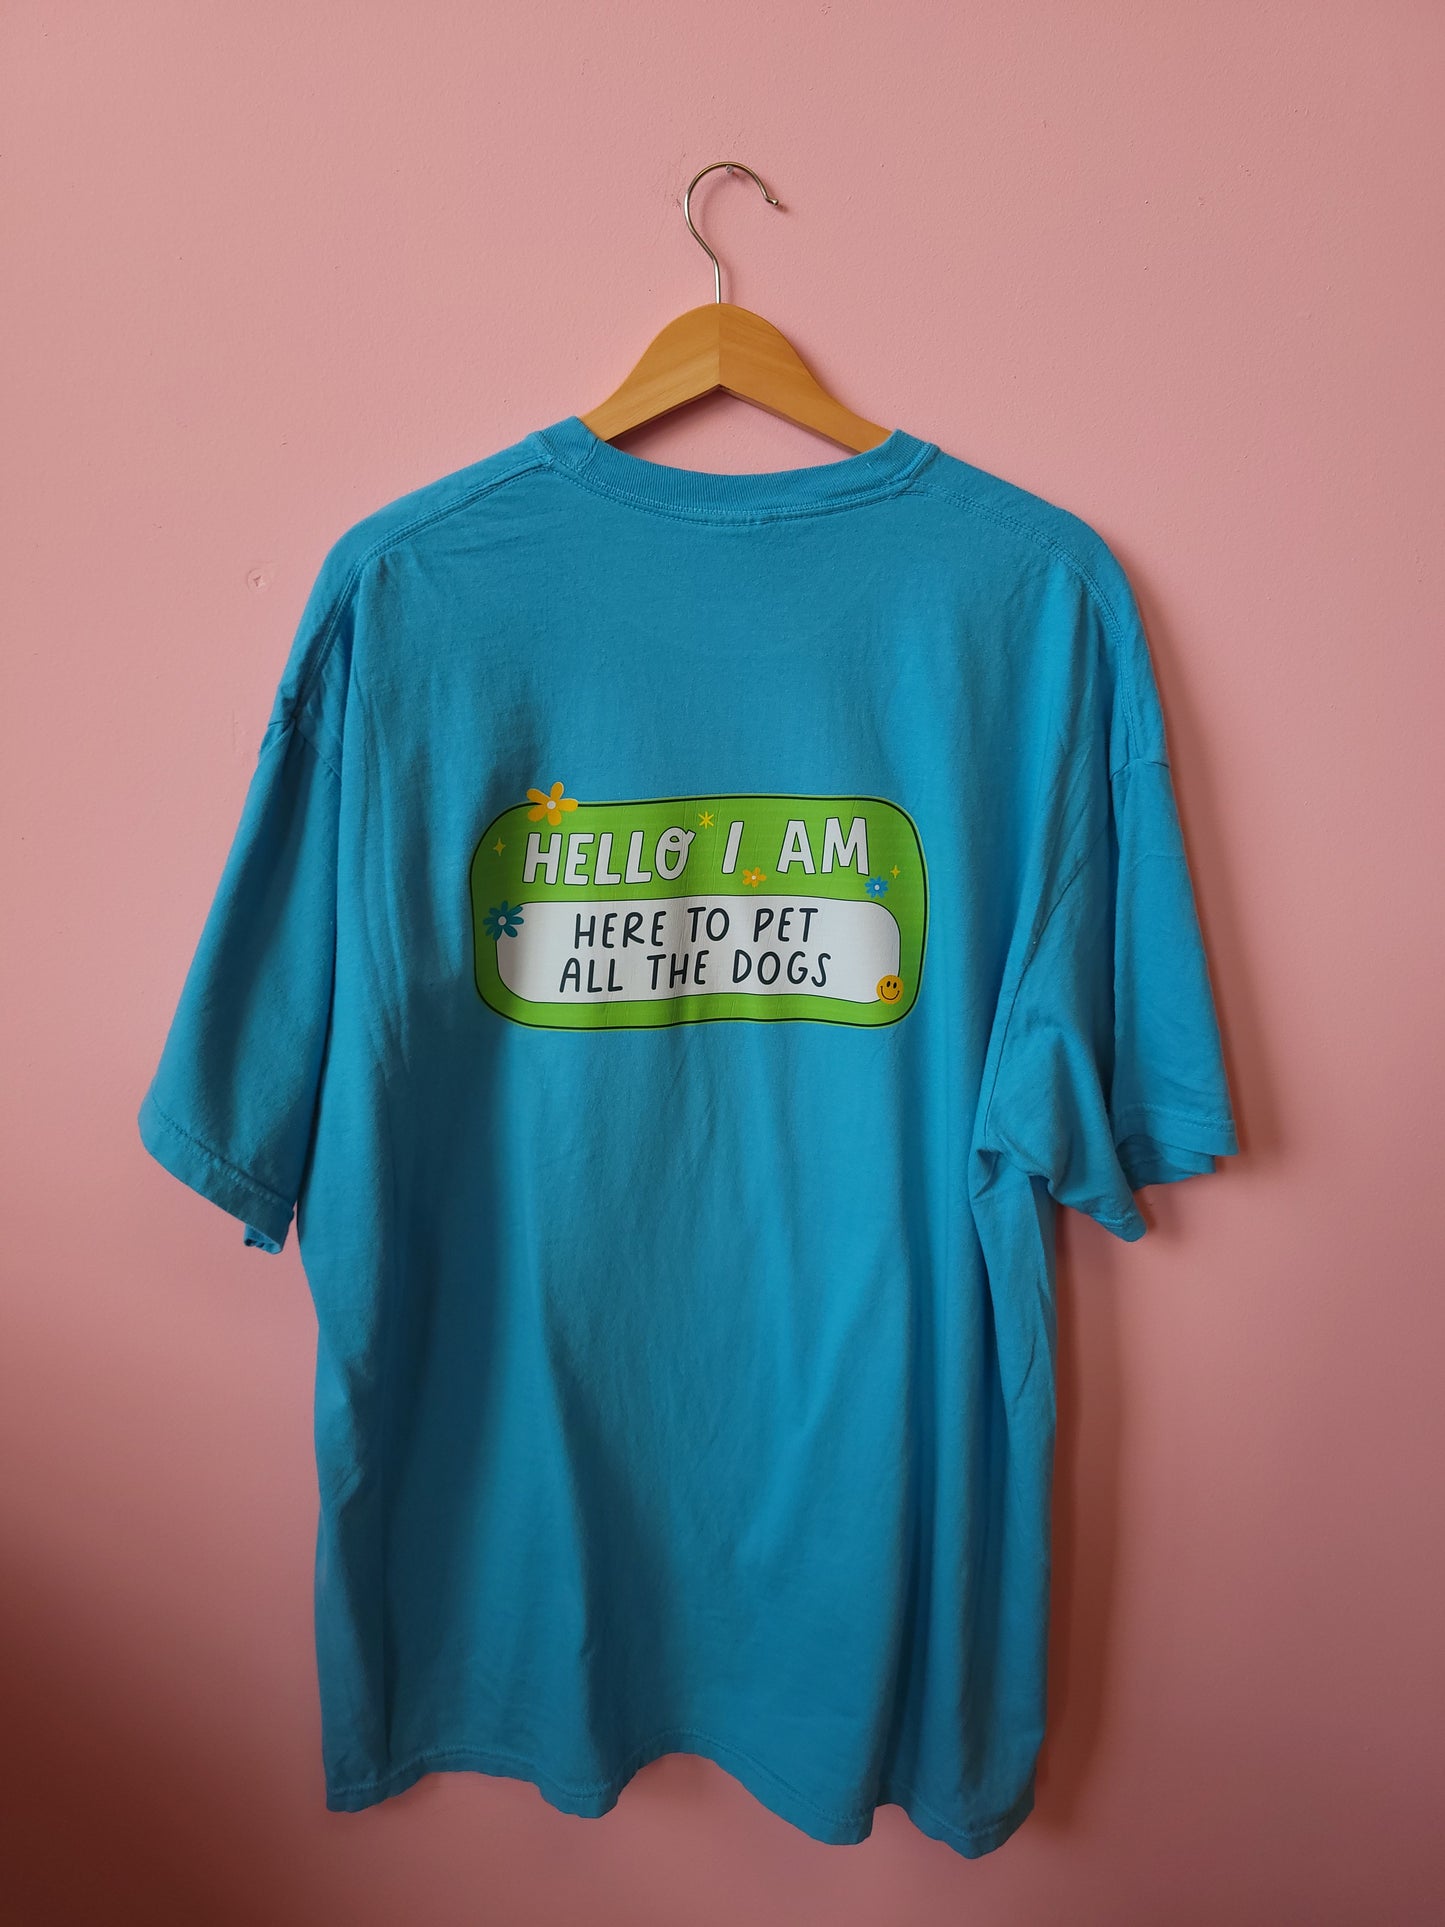 HELLO I AM
HERE TO PET
ALL THE DOGS